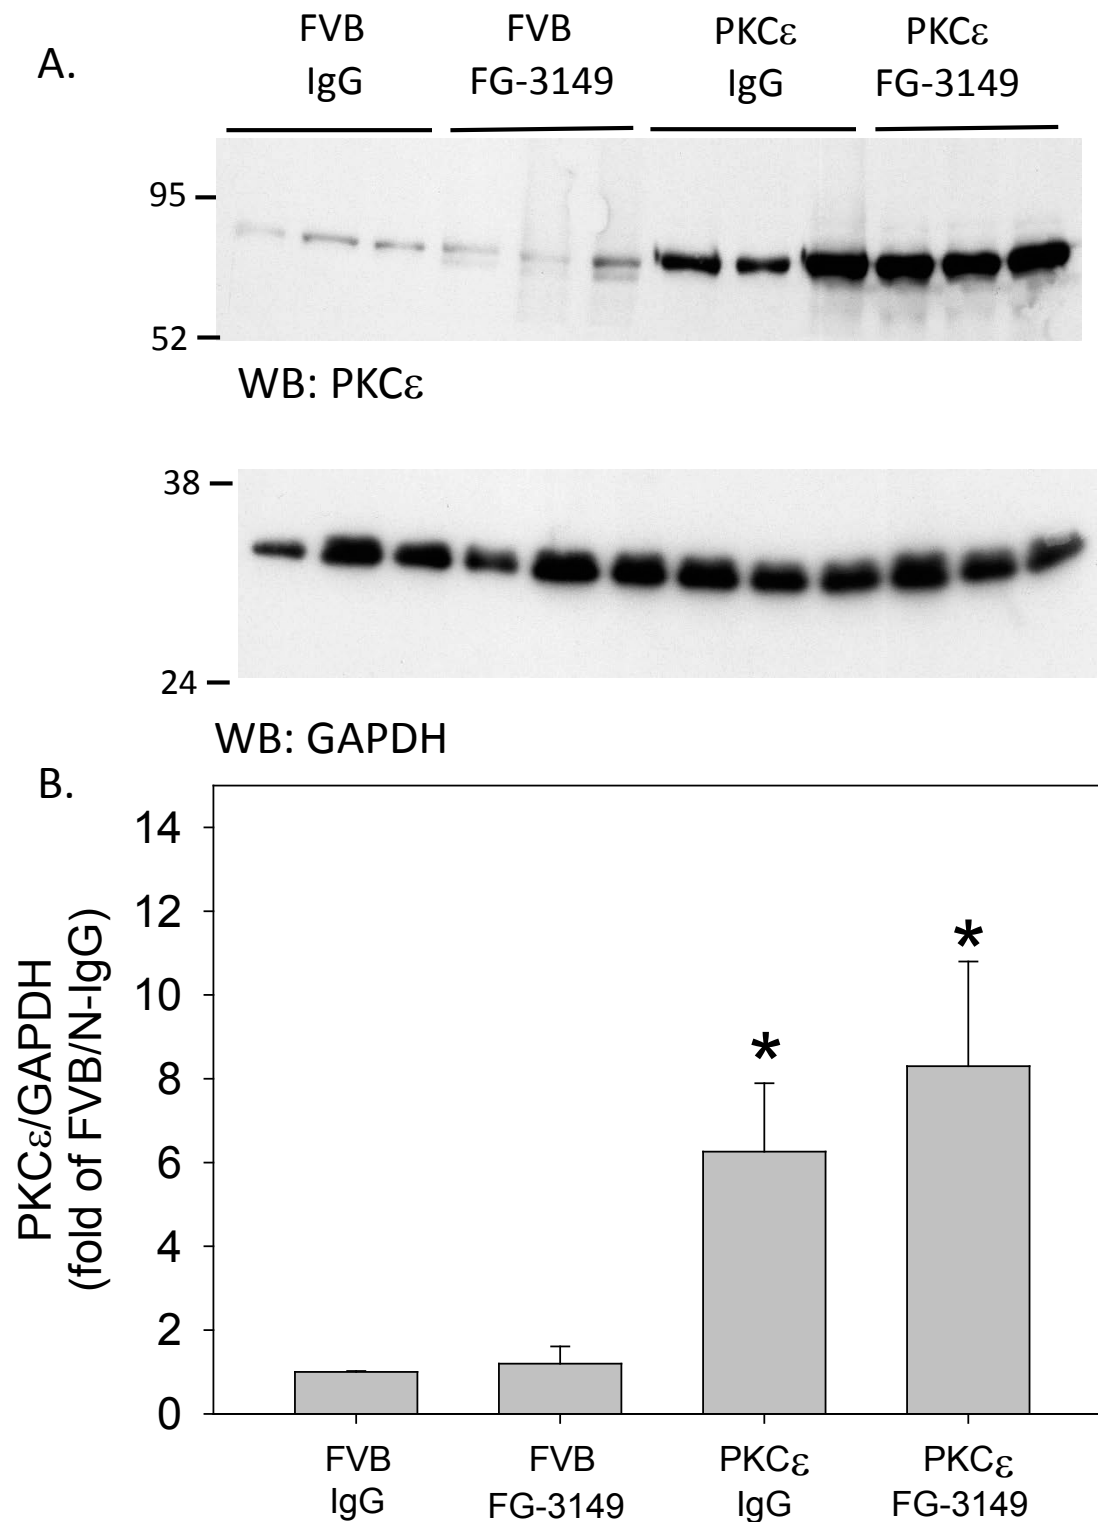 A.
FVB FVB PKCε PKCε
IgG FG-3149 IgG FG-3149
95
52
WB: PKCε
38
24
WB: GAPDH
B.
PKCε/GAPDH
(fold of FVB/N-IgG)
14
12
10
8
6
4
2
0
*
*
FVB FVB PKCε PKCε
IgG FG-3149 IgG FG-3149